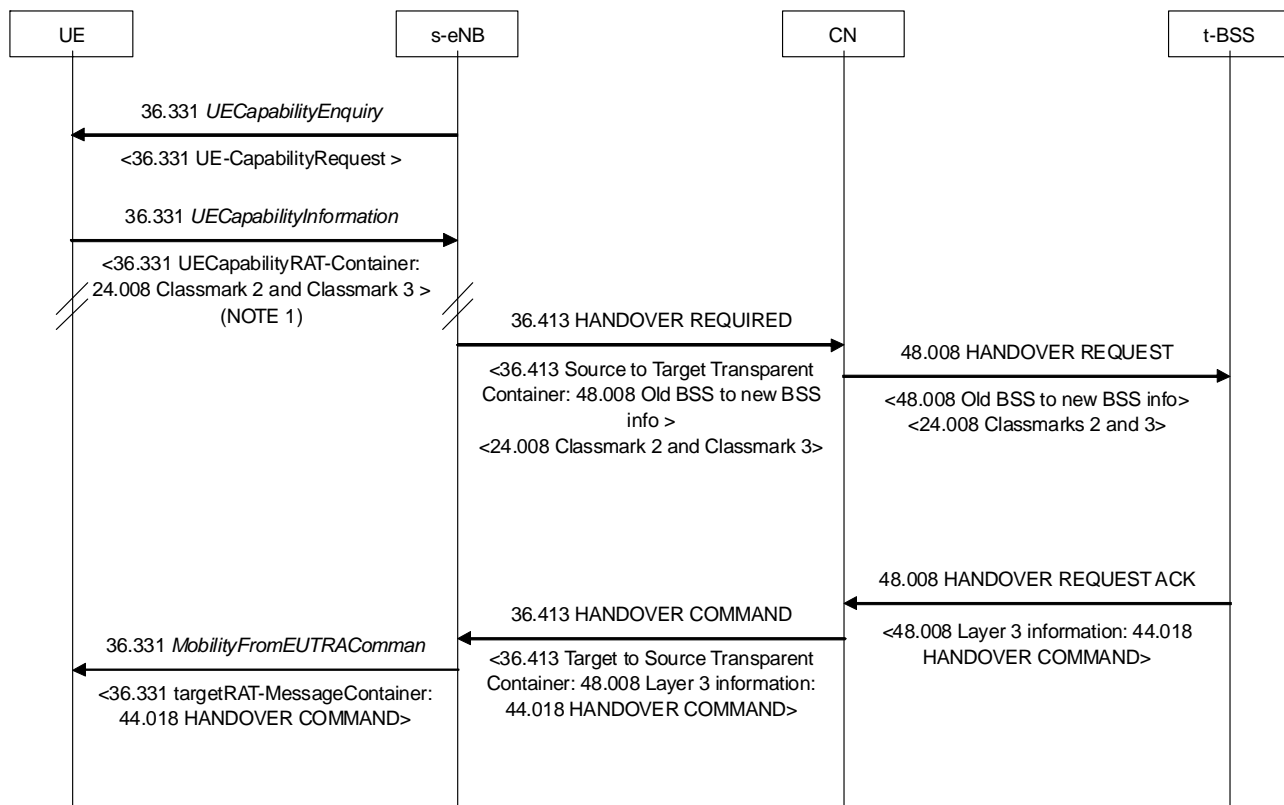 UE
s-eNB
CN
t-BSS
36.331 UECapabilityEnquiry
<36.331 UE-CapabilityRequest >
36.331 UECapabilityInformation
<36.331 UECapabilityRAT-Container:
24.008 Classmark 2 and Classmark 3 >
(NOTE 1)
36.413 HANDOVER REQUIRED
<36.413 Source to Target Transparent
Container: 48.008 Old BSS to new BSS
info >
<24.008 Classmark 2 and Classmark 3>
48.008 HANDOVER REQUEST
<48.008 Old BSS to new BSS info>
<24.008 Classmarks 2 and 3>
48.008 HANDOVER REQUEST ACK
<48.008 Layer 3 information: 44.018
HANDOVER COMMAND>
36.413 HANDOVER COMMAND
<36.413 Target to Source Transparent
Container: 48.008 Layer 3 information:
44.018 HANDOVER COMMAND>
36.331 MobilityFromEUTRAComman
<36.331 targetRAT-MessageContainer:
44.018 HANDOVER COMMAND>